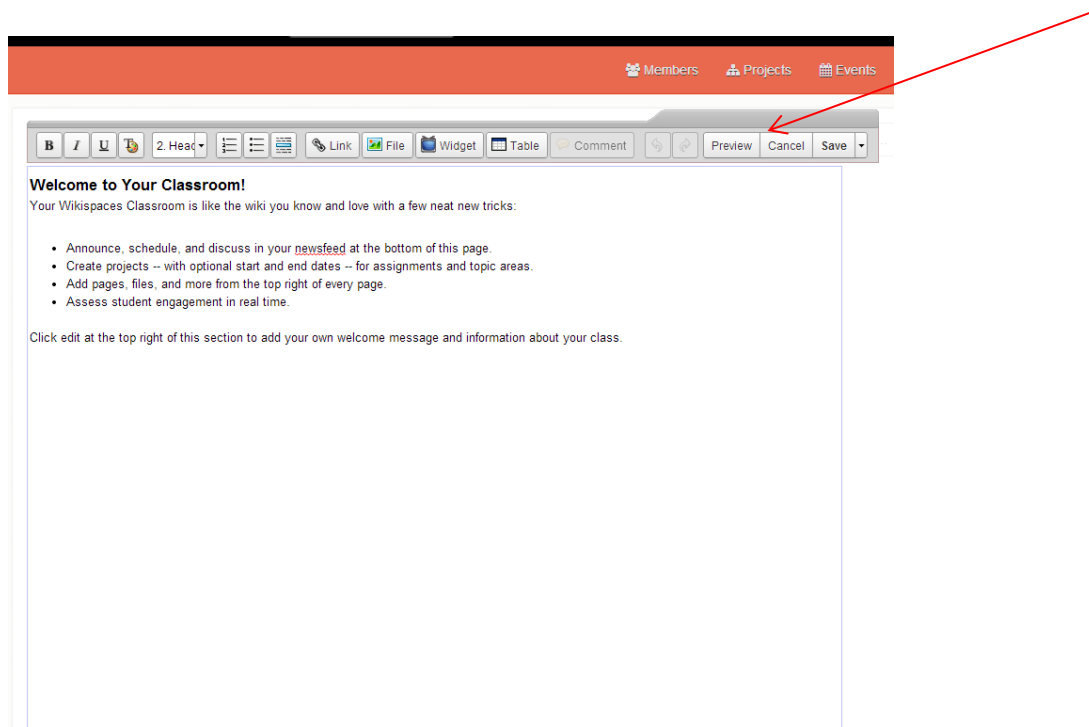 Members Projects Events
B I U T 2. Head Link File Widget Table Comment Preview Cancel Save
Welcome to Your Classroom!
Your Wikispaces Classroom is like the wiki you know and love with a few neat new tricks:
Announce, schedule, and discuss in your newsfeed at the bottom of this page.
Create projects -- with optional start and end dates -- for assignments and topic areas.
Add pages, files, and more from the top right of every page.
Assess student engagement in real time.
Click edit at the top right of this section to add your own welcome message and information about your class.